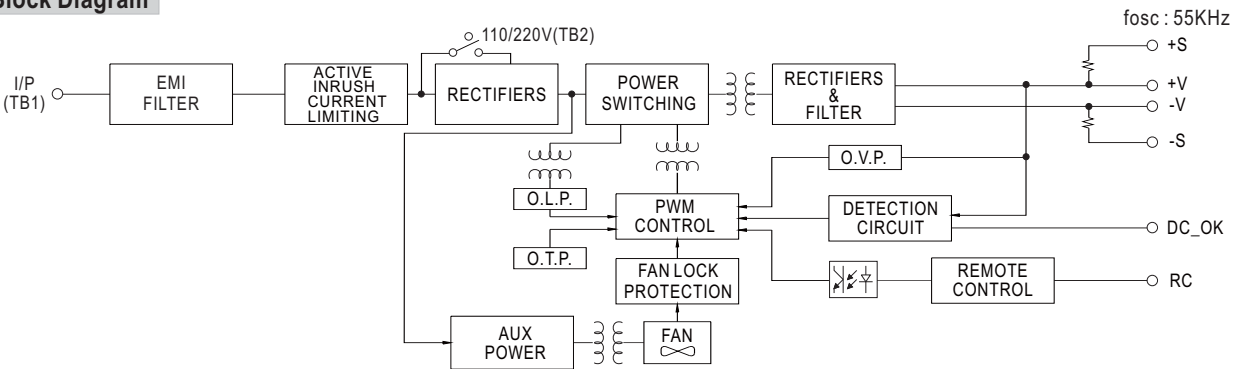 Block Diagram
fosc : 55KHz
110/220V(TB2)
I/P
(TB1)
EMI
FILTER
ACTIVE
INRUSH
CURRENT
LIMITING
RECTIFIERS
POWER
SWITCHING
RECTIFIERS
&
FILTER
+S
+V
-V
-S
O.V.P.
O.L.P.
PWM
CONTROL
DETECTION
CIRCUIT
DC_OK
O.T.P.
FAN LOCK
PROTECTION
REMOTE
CONTROL
RC
AUX
POWER
FAN